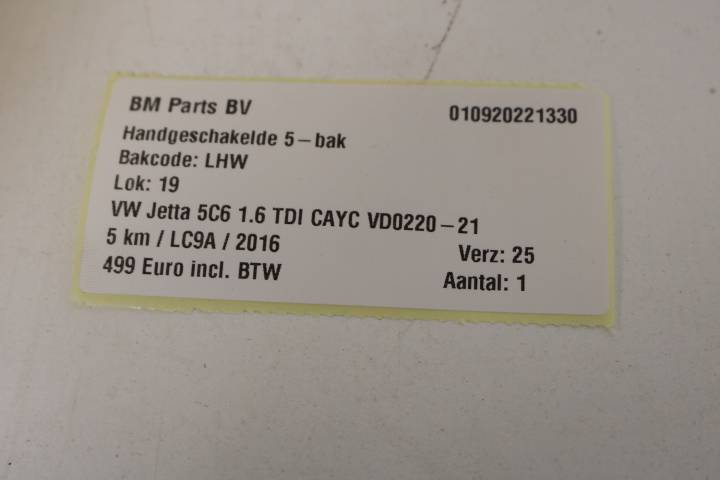 BM Parts BV 010920221330
Handgeschakelde 5-bak
Bakcode: LHW
Lok: 19
VW Jetta 5C6 1.6 TDI CAYC VD0220-21
5 km / LC9A / 2016 Verz: 25
499 Euro incl. BTW Aantal: 1